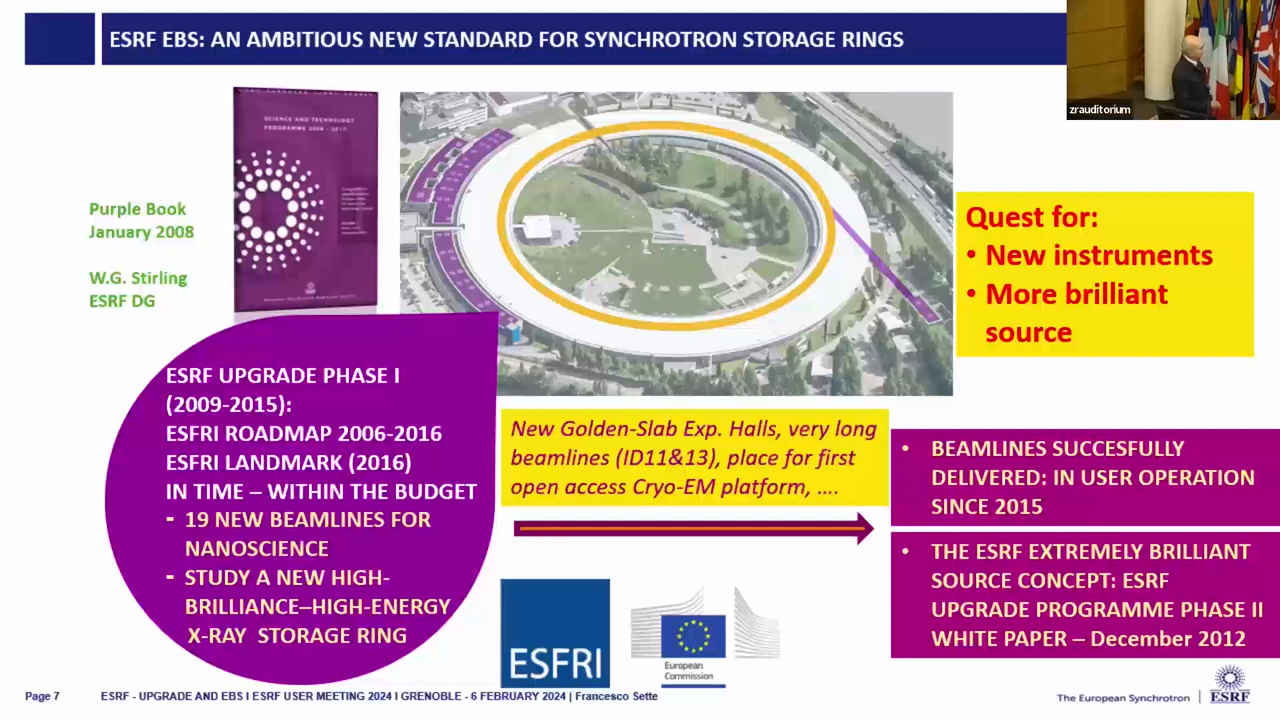 ESRF EBS: AN AMBITIOUS NEW STANDARD FOR SYNCHROTRON STORAGE RINGS
zrauditorium
SCIENCE AND TECHNOLOGY
PROGRAMME 2008 - 2017
Purple Book
January 2008
W.G. Stirling
ESRF DG
Quest for:
• New instruments
• More brilliant
source
ESRF UPGRADE PHASE I
(2009-2015):
ESFRI ROADMAP 2006-2016
ESFRI LANDMARK (2016)
IN TIME – WITHIN THE BUDGET
- 19 NEW BEAMLINES FOR
NANOSCIENCE
- STUDY A NEW HIGH-
BRILLIANCE–HIGH-ENERGY
X-RAY STORAGE RING
New Golden-Slab Exp. Halls, very long
beamlines (ID11&13), place for first
open access Cryo-EM platform, ….
• BEAMLINES SUCCESFULLY
DELIVERED: IN USER OPERATION
SINCE 2015
• THE ESRF EXTREMELY BRILLIANT
SOURCE CONCEPT: ESRF
UPGRADE PROGRAMME PHASE II
WHITE PAPER – December 2012
ESFRI
European
Commission
Page 7
ESRF - UPGRADE AND EBS I ESRF USER MEETING 2024 I GRENOBLE - 6 FEBRUARY 2024 | Francesco Sette
The European Synchrotron
ESRF